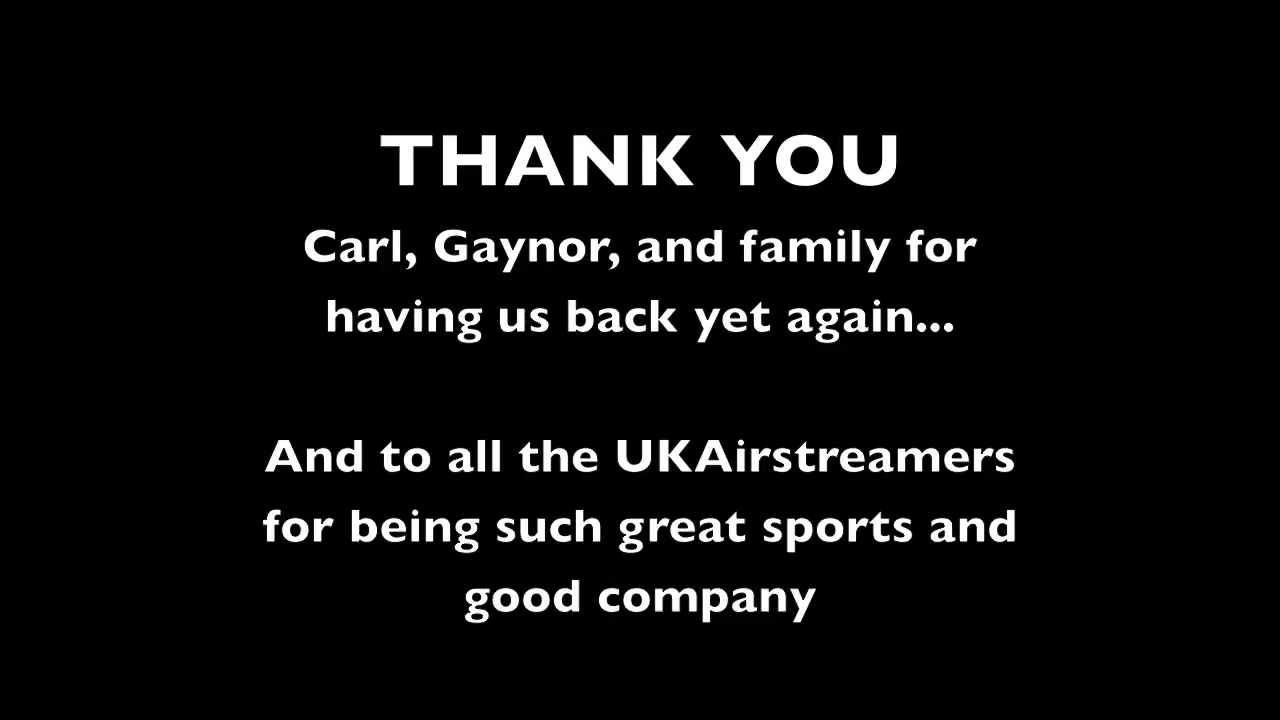 THANK YOU
Carl, Gaynor, and family for
having us back yet again...
And to all the UKAirstreamers
for being such great sports and
good company